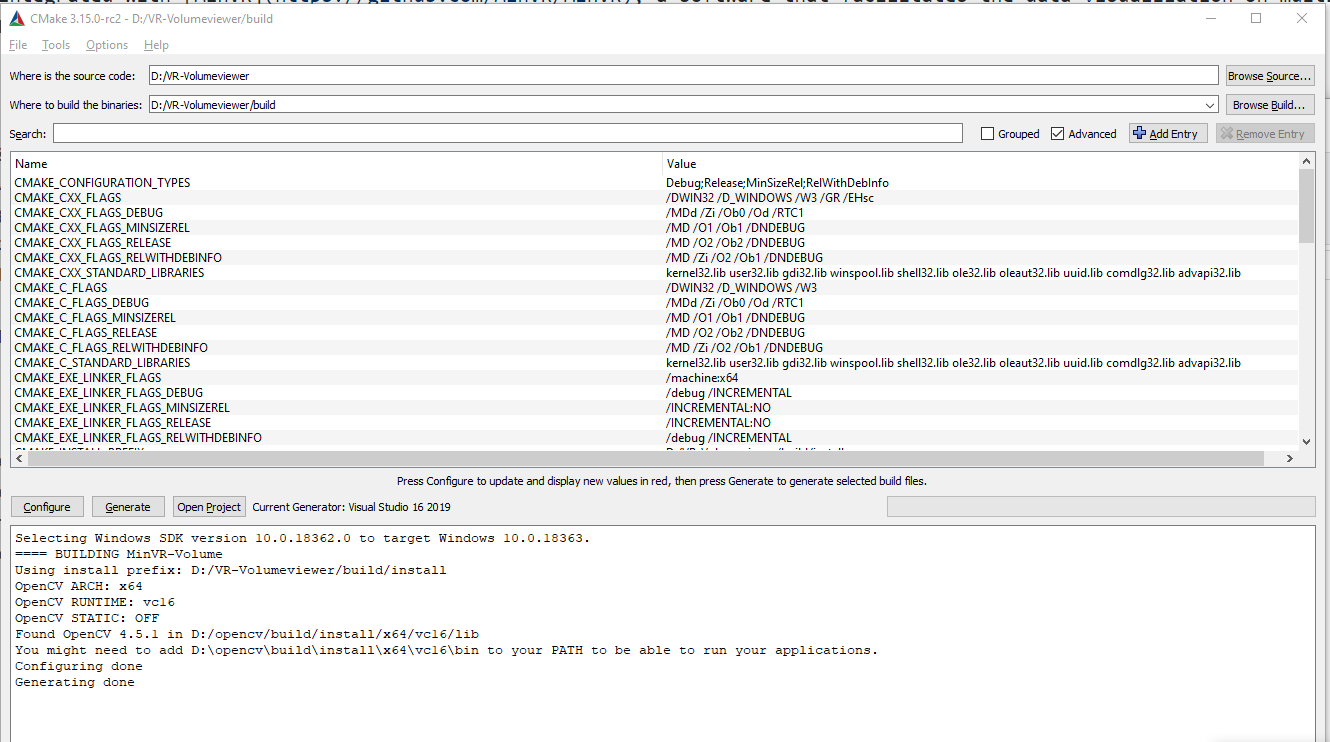 CMake 3.15.0-rc2 - D:/VR-Volumeviewer/build
File Tools Options Help
Where is the source code: D:/VR-Volumeviewer Browse Source...
Where to build the binaries: D:/VR-Volumeviewer/build Browse Build...
Search: Grouped Advanced Add Entry Remove Entry
Name Value
CMAKE_CONFIGURATION_TYPES Debug;Release;MinSizeRel;RelWithDebInfo
CMAKE_CXX_FLAGS /DWIN32 /D_WINDOWS /W3 /GR /EHsc
CMAKE_CXX_FLAGS_DEBUG /MDd /Zi /Ob0 /Od /RTC1
CMAKE_CXX_FLAGS_MINSIZEREL /MD /O1 /Ob1 /DNDEBUG
CMAKE_CXX_FLAGS_RELEASE /MD /O2 /Ob2 /DNDEBUG
CMAKE_CXX_FLAGS_RELWITHDEBINFO /MD /Zi /O2 /Ob1 /DNDEBUG
CMAKE_CXX_STANDARD_LIBRARIES kernel32.lib user32.lib gdi32.lib winspool.lib shell32.lib ole32.lib oleaut32.lib uuid.lib comdlg32.lib advapi32.lib
CMAKE_C_FLAGS /DWIN32 /D_WINDOWS /W3
CMAKE_C_FLAGS_DEBUG /MDd /Zi /Ob0 /Od /RTC1
CMAKE_C_FLAGS_MINSIZEREL /MD /O1 /Ob1 /DNDEBUG
CMAKE_C_FLAGS_RELEASE /MD /O2 /Ob2 /DNDEBUG
CMAKE_C_FLAGS_RELWITHDEBINFO /MD /Zi /O2 /Ob1 /DNDEBUG
CMAKE_C_STANDARD_LIBRARIES kernel32.lib user32.lib gdi32.lib winspool.lib shell32.lib ole32.lib oleaut32.lib uuid.lib comdlg32.lib advapi32.lib
CMAKE_EXE_LINKER_FLAGS /machine:x64
CMAKE_EXE_LINKER_FLAGS_DEBUG /debug /INCREMENTAL
CMAKE_EXE_LINKER_FLAGS_MINSIZEREL /INCREMENTAL:NO
CMAKE_EXE_LINKER_FLAGS_RELEASE /INCREMENTAL:NO
CMAKE_EXE_LINKER_FLAGS_RELWITHDEBINFO /debug /INCREMENTAL
Press Configure to update and display new values in red, then press Generate to generate selected build files.
Configure Generate Open Project Current Generator: Visual Studio 16 2019
Selecting Windows SDK version 10.0.18362.0 to target Windows 10.0.18363.
==== BUILDING MinVR-Volume
Using install prefix: D:/VR-Volumeviewer/build/install
OpenCV ARCH: x64
OpenCV RUNTIME: vc16
OpenCV STATIC: OFF
Found OpenCV 4.5.1 in D:/opencv/build/install/x64/vc16/lib
You might need to add D:\opencv\build\install\x64\vc16\bin to your PATH to be able to run your applications.
Configuring done
Generating done